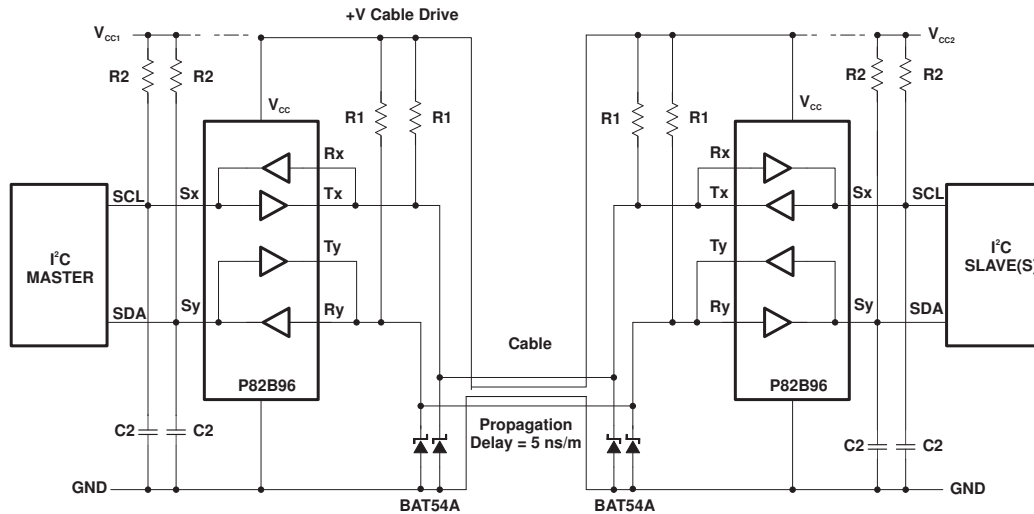 +V Cable Drive
VCC1
VCC2
R2
R2
R2
R2
VCC
VCC
R1
R1
R1
R1
Rx
Rx
SCL
Sx
Tx
Tx
Sx
SCL
I²C
MASTER
Ty
Ty
I²C
SLAVE(S)
SDA
Sy
Ry
Ry
Sy
SDA
Cable
P82B96
P82B96
Propagation
Delay = 5 ns/m
C2
C2
C2
C2
GND
GND
BAT54A
BAT54A